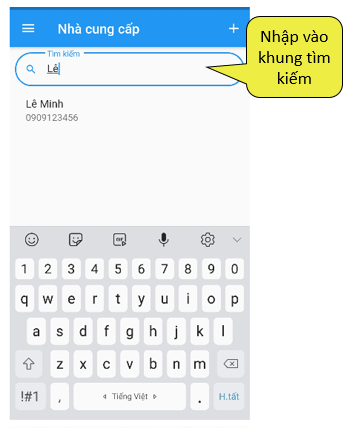 Nhà cung cấp
Tìm kiếm
Lê
Lê Minh
0909123456
Nhập vào
khung tìm
kiếm
GIF
1 2 3 4 5 6 7 8 9 0
q w e r t y u i o p
a s d f g h j k l
z x c v b n m
!#1 , Tiếng Việt . H.tất